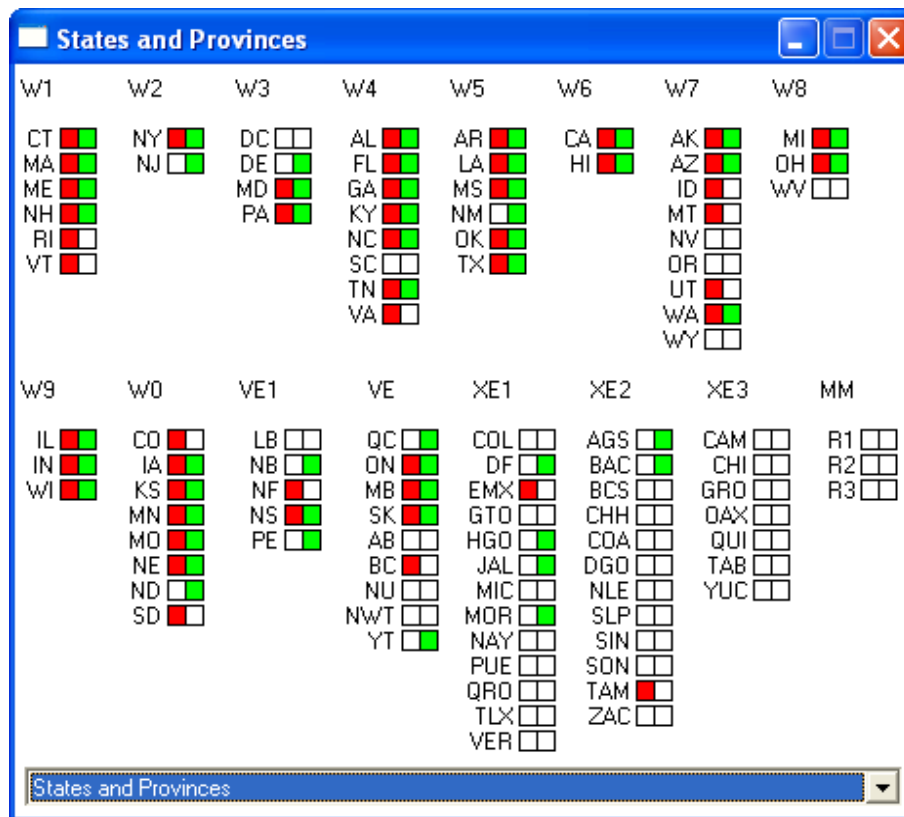 States and Provinces
W1 W2 W3 W4 W5 W6 W7 W8
CT NY DC AL AR CA AK MI
MA NJ DE FL LA HI AZ OH
ME MD GA MS ID WV
NH PA KY NM MT
RI NC OK NV
VT SC TX OR
TN UT
VA WA
WY
W9 W0 VE1 VE XE1 XE2 XE3 MM
IL CO LB QC COL AGS CAM R1
IN IA NB ON DF BAC CHI R2
WI KS NF MB EMX BCS GRO R3
MN NS SK GTO CHH OAX
MO PE AB HGO COA QUI
NE BC JAL DGO TAB
ND NU MIC NLE YUC
SD NWT MOR SLP
YT NAY SIN
PUE SON
QRO TAM
TLX ZAC
VER
States and Provinces